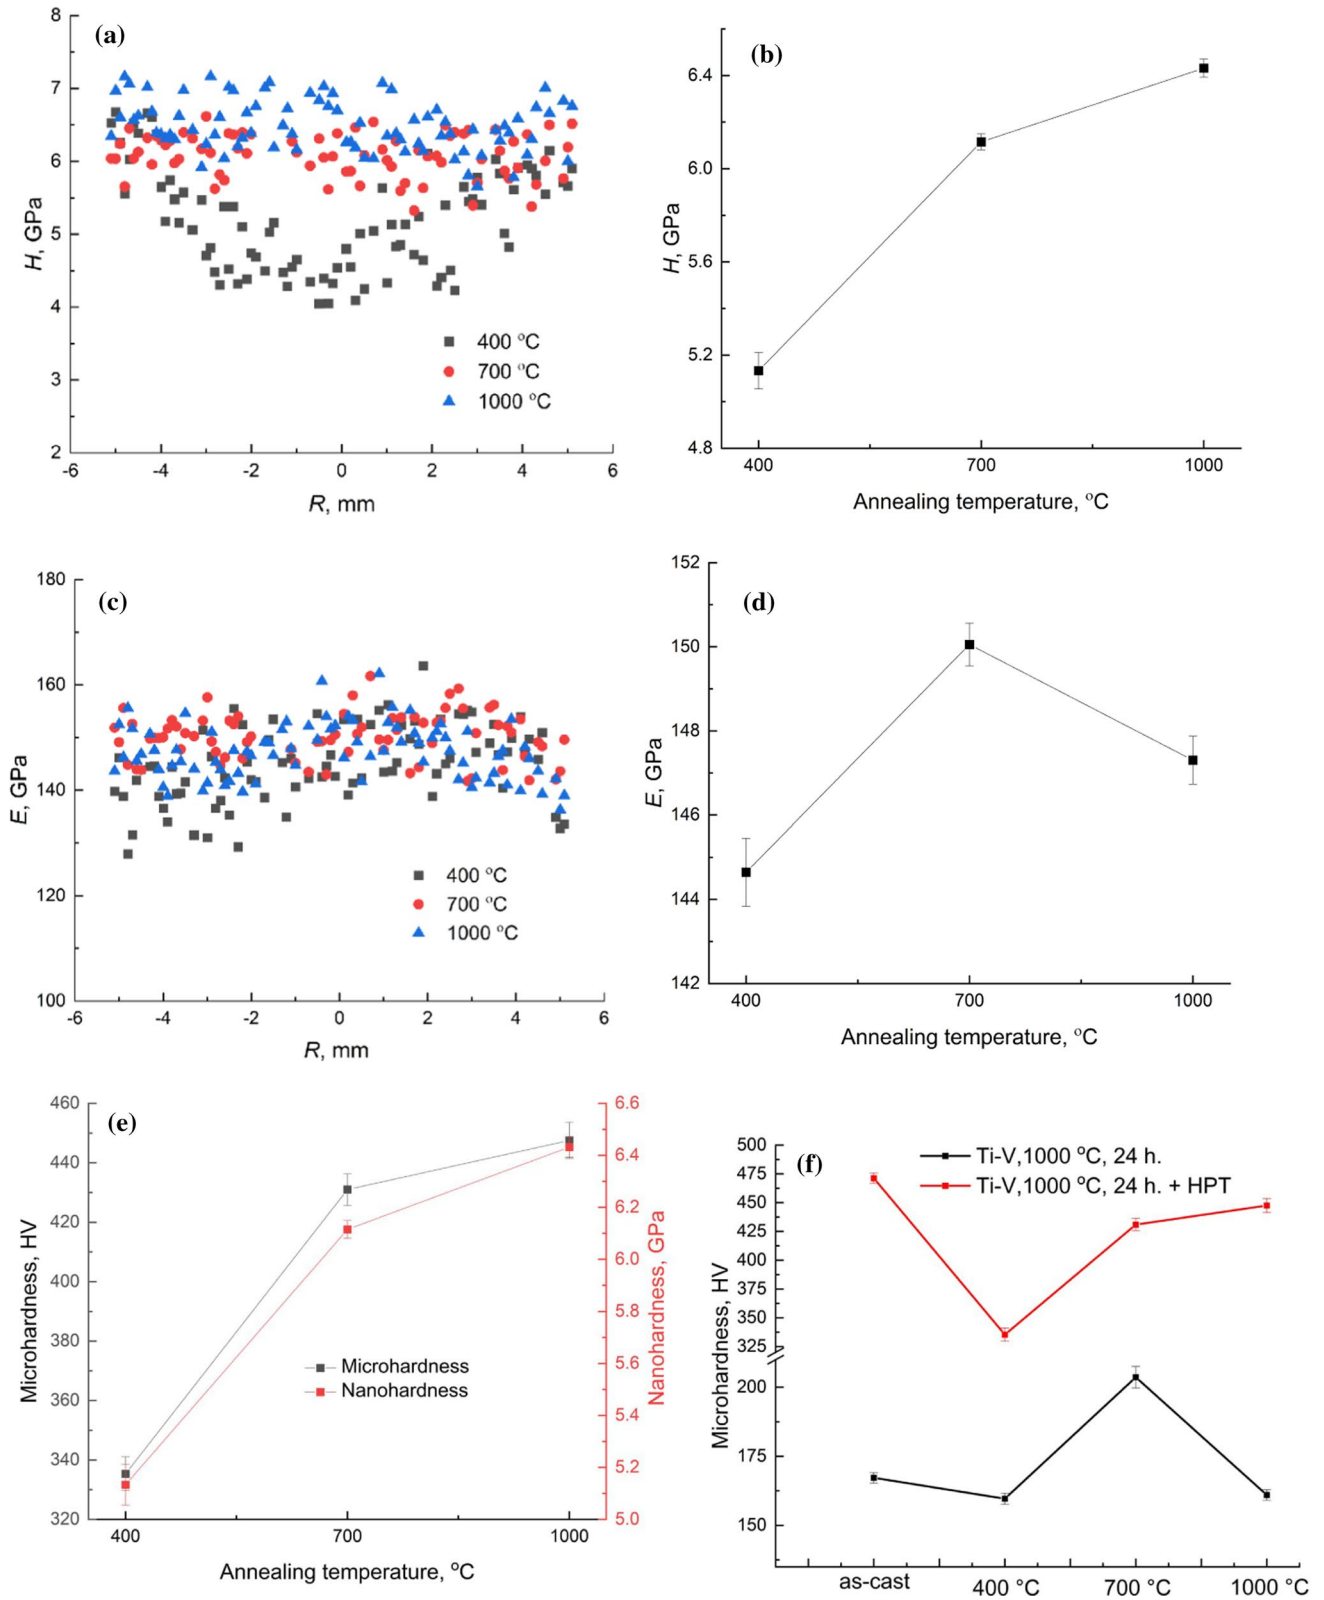 (a)
8
7
6
5
4
3
2
H, GPa
400 °C
700 °C
1000 °C
-6 -4 -2 0 2 4 6
R, mm
(b)
6.4
6.0
5.6
5.2
4.8
H, GPa
400 700 1000
Annealing temperature, °C
(c)
180
160
140
120
100
E, GPa
400 °C
700 °C
1000 °C
-6 -4 -2 0 2 4 6
R, mm
(d)
152
150
148
146
144
142
E, GPa
400 700 1000
Annealing temperature, °C
(e)
460
440
420
400
380
360
340
320
Microhardness, HV
Microhardness
Nanohardness
6.6
6.4
6.2
6.0
5.8
5.6
5.4
5.2
5.0
Nanohardness, GPa
400 700 1000
Annealing temperature, °C
(f)
Ti-V,1000 °C, 24 h.
Ti-V,1000 °C, 24 h. + HPT
500
475
450
425
400
375
350
325
200
175
150
Microhardness, HV
as-cast 400 °C 700 °C 1000 °C